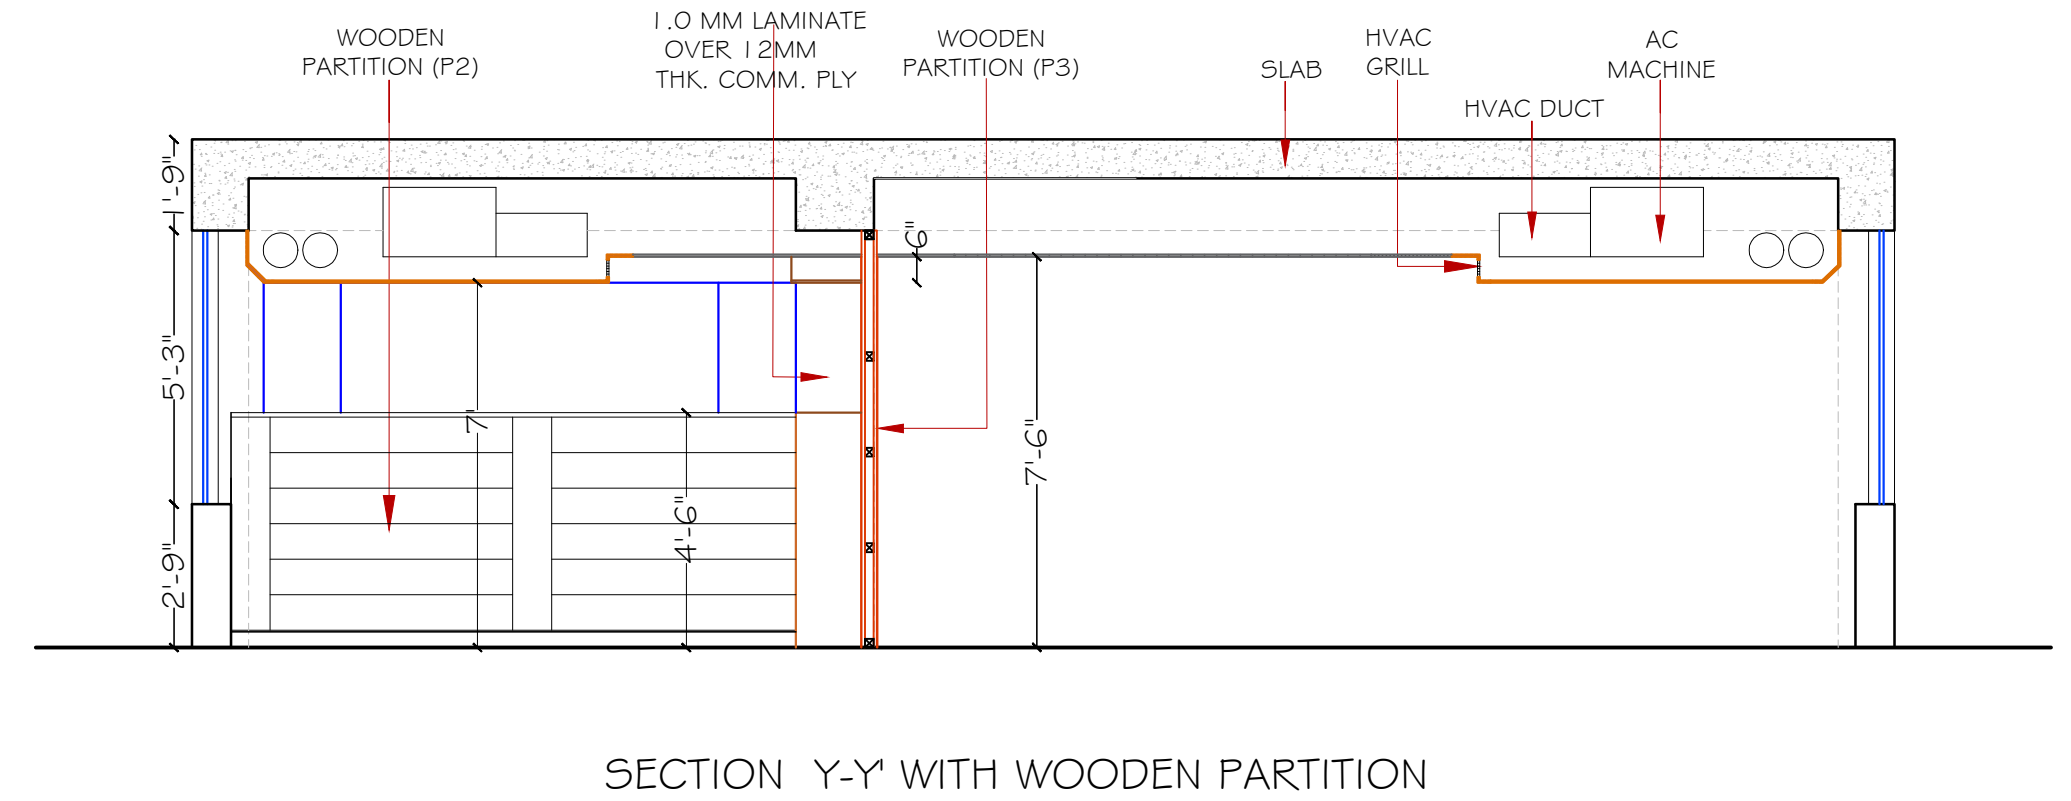 WOODEN
PARTITION (P2)
1.0 MM LAMINATE
OVER 12MM
THK. COMM. PLY
WOODEN
PARTITION (P3)
SLAB
HVAC
GRILL
HVAC DUCT
AC
MACHINE
1'-9"
5'-3"
2'-9"
7'
4'-6"
6"
7'-6"
SECTION Y-Y' WITH WOODEN PARTITION